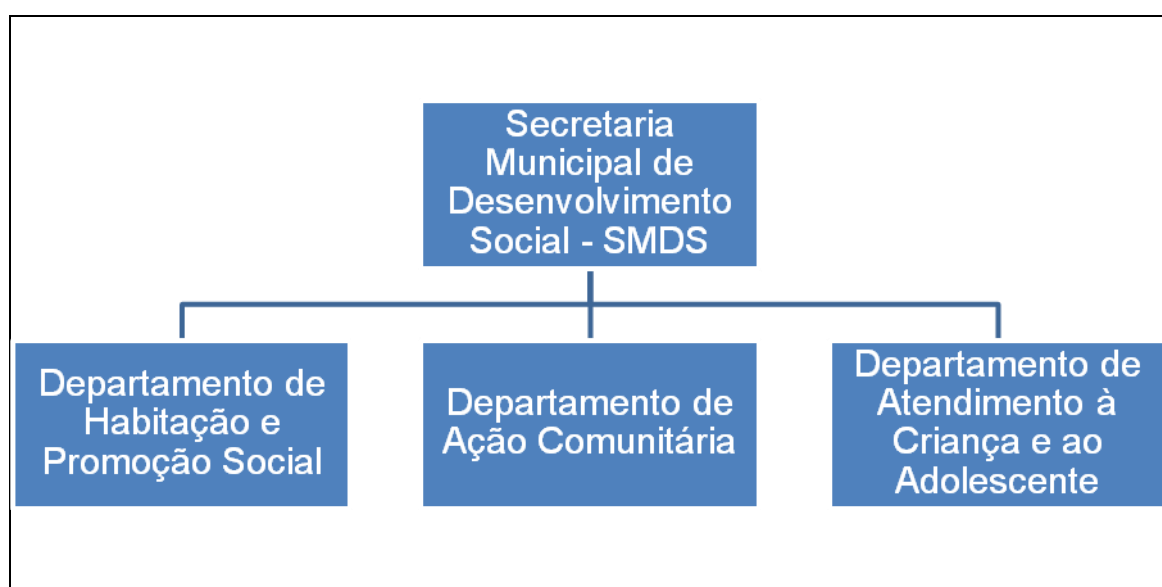 Secretaria
Municipal de
Desenvolvimento
Social - SMDS
Departamento de
Habitação e
Promoção Social
Departamento de
Ação Comunitária
Departamento de
Atendimento à
Criança e ao
Adolescente